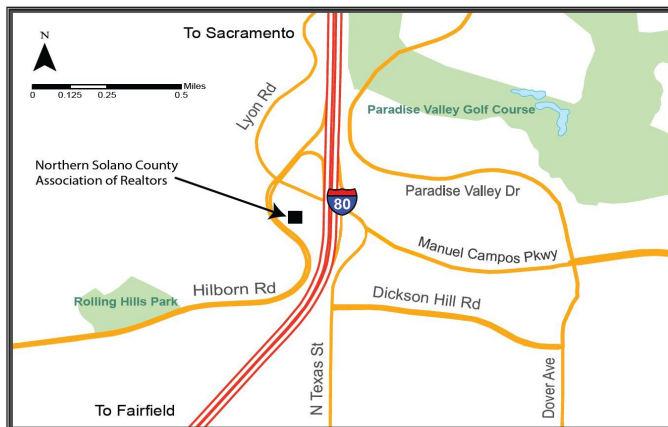 N
To Sacramento
Miles
0 0.125 0.25 0.5
Lyon Rd
Paradise Valley Golf Course
Northern Solano County
Association of Realtors
Paradise Valley Dr
80
Manuel Campos Pkwy
Hilborn Rd
Rolling Hills Park
Dickson Hill Rd
N Texas St
Dover Ave
To Fairfield